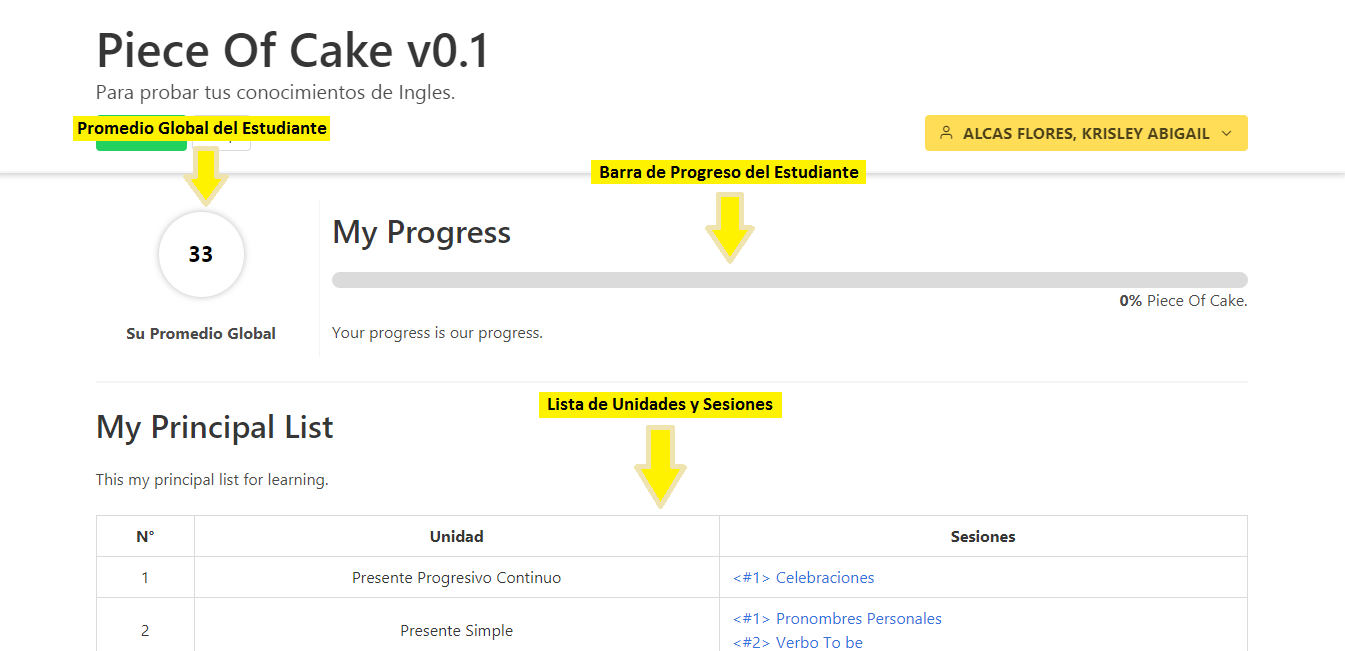 Piece Of Cake v0.1
Para probar tus conocimientos de Ingles.
Promedio Global del Estudiante
ALCAS FLORES, KRISLEY ABIGAIL
Barra de Progreso del Estudiante
33
Su Promedio Global
My Progress
0% Piece Of Cake.
Your progress is our progress.
Lista de Unidades y Sesiones
My Principal List
This my principal list for learning.
N° Unidad Sesiones
1 Presente Progresivo Continuo <#1> Celebraciones
2 Presente Simple <#1> Pronombres Personales
<#2> Verbo To be